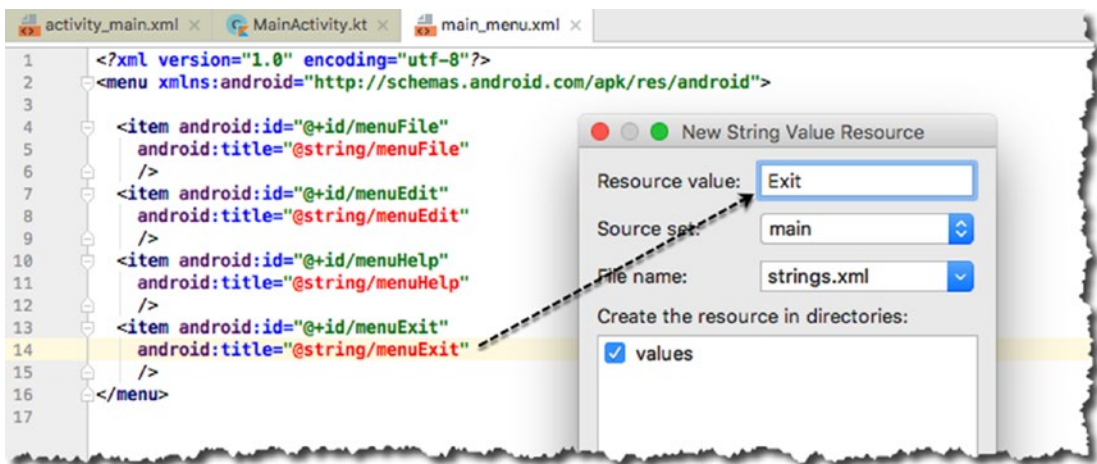 activity_main.xml MainActivity.kt main_menu.xml
1 <?xml version="1.0" encoding="utf-8"?>
2 <menu xmlns:android="http://schemas.android.com/apk/res/android">
3
4 <item android:id="@+id/menuFile"
5 android:title="@string/menuFile"
6 />
7 <item android:id="@+id/menuEdit"
8 android:title="@string/menuEdit"
9 />
10 <item android:id="@+id/menuHelp"
11 android:title="@string/menuHelp"
12 />
13 <item android:id="@+id/menuExit"
14 android:title="@string/menuExit"
15 />
16 </menu>
17
New String Value Resource
Resource value: Exit
Source set: main
File name: strings.xml
Create the resource in directories:
values